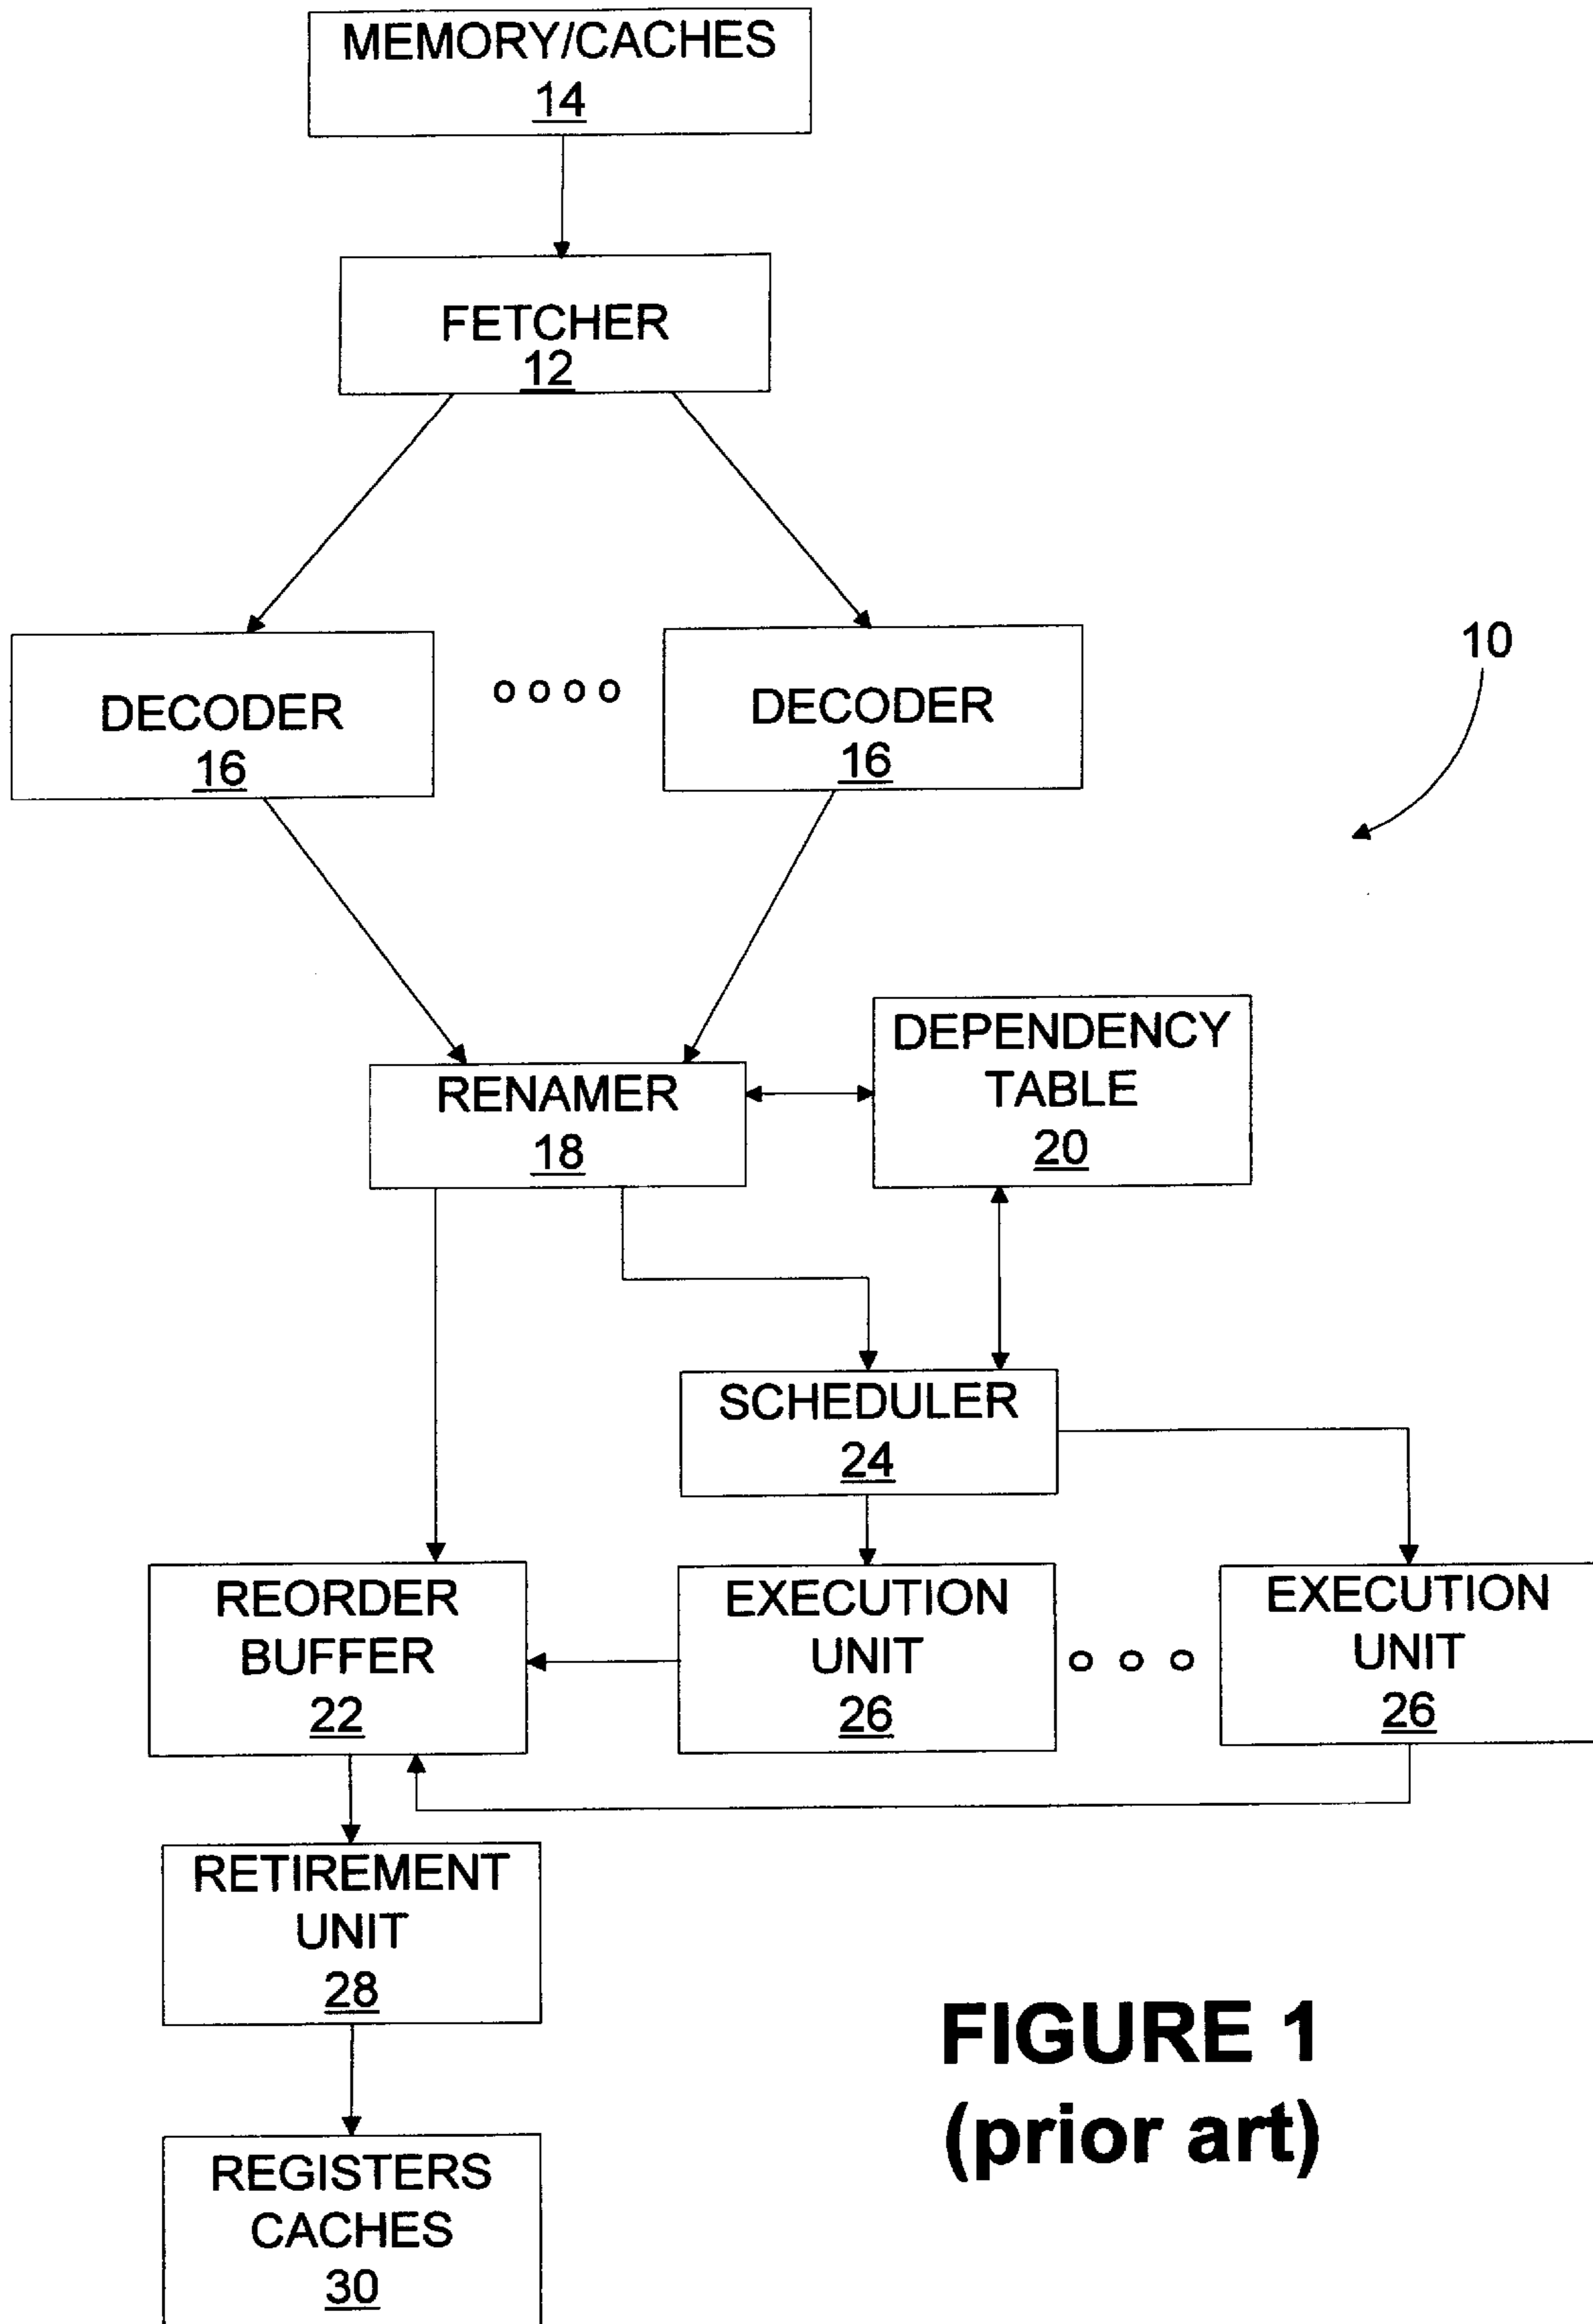 MEMORY/CACHES
14
FETCHER
12
DECODER
16
oooo
DECODER
16
10
RENAMER
18
DEPENDENCY
TABLE
20
SCHEDULER
24
REORDER
BUFFER
22
EXECUTION
UNIT
26
o o o
EXECUTION
UNIT
26
RETIREMENT
UNIT
28
REGISTERS
CACHES
30
FIGURE 1
(prior art)